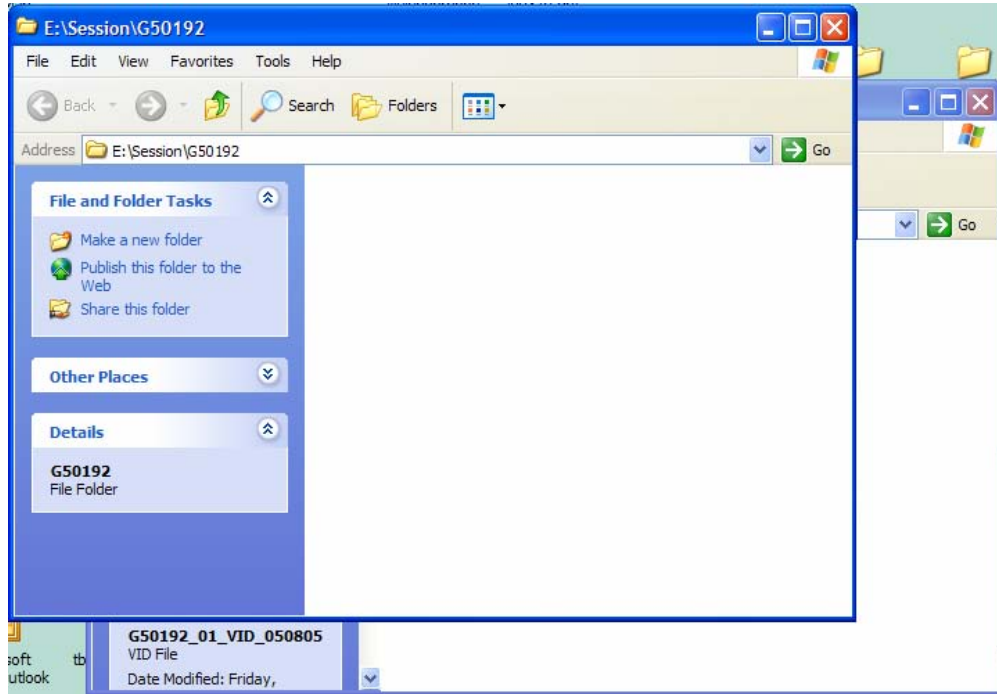 E:\Session\G50192
File Edit View Favorites Tools Help
Back Search Folders
Address E:\Session\G50192 Go
Go
File and Folder Tasks
Make a new folder
Publish this folder to the
Web
Share this folder
Other Places
Details
G50192
File Folder
G50192_01_VID_050805
VID File
Date Modified: Friday,
soft tb
utlook